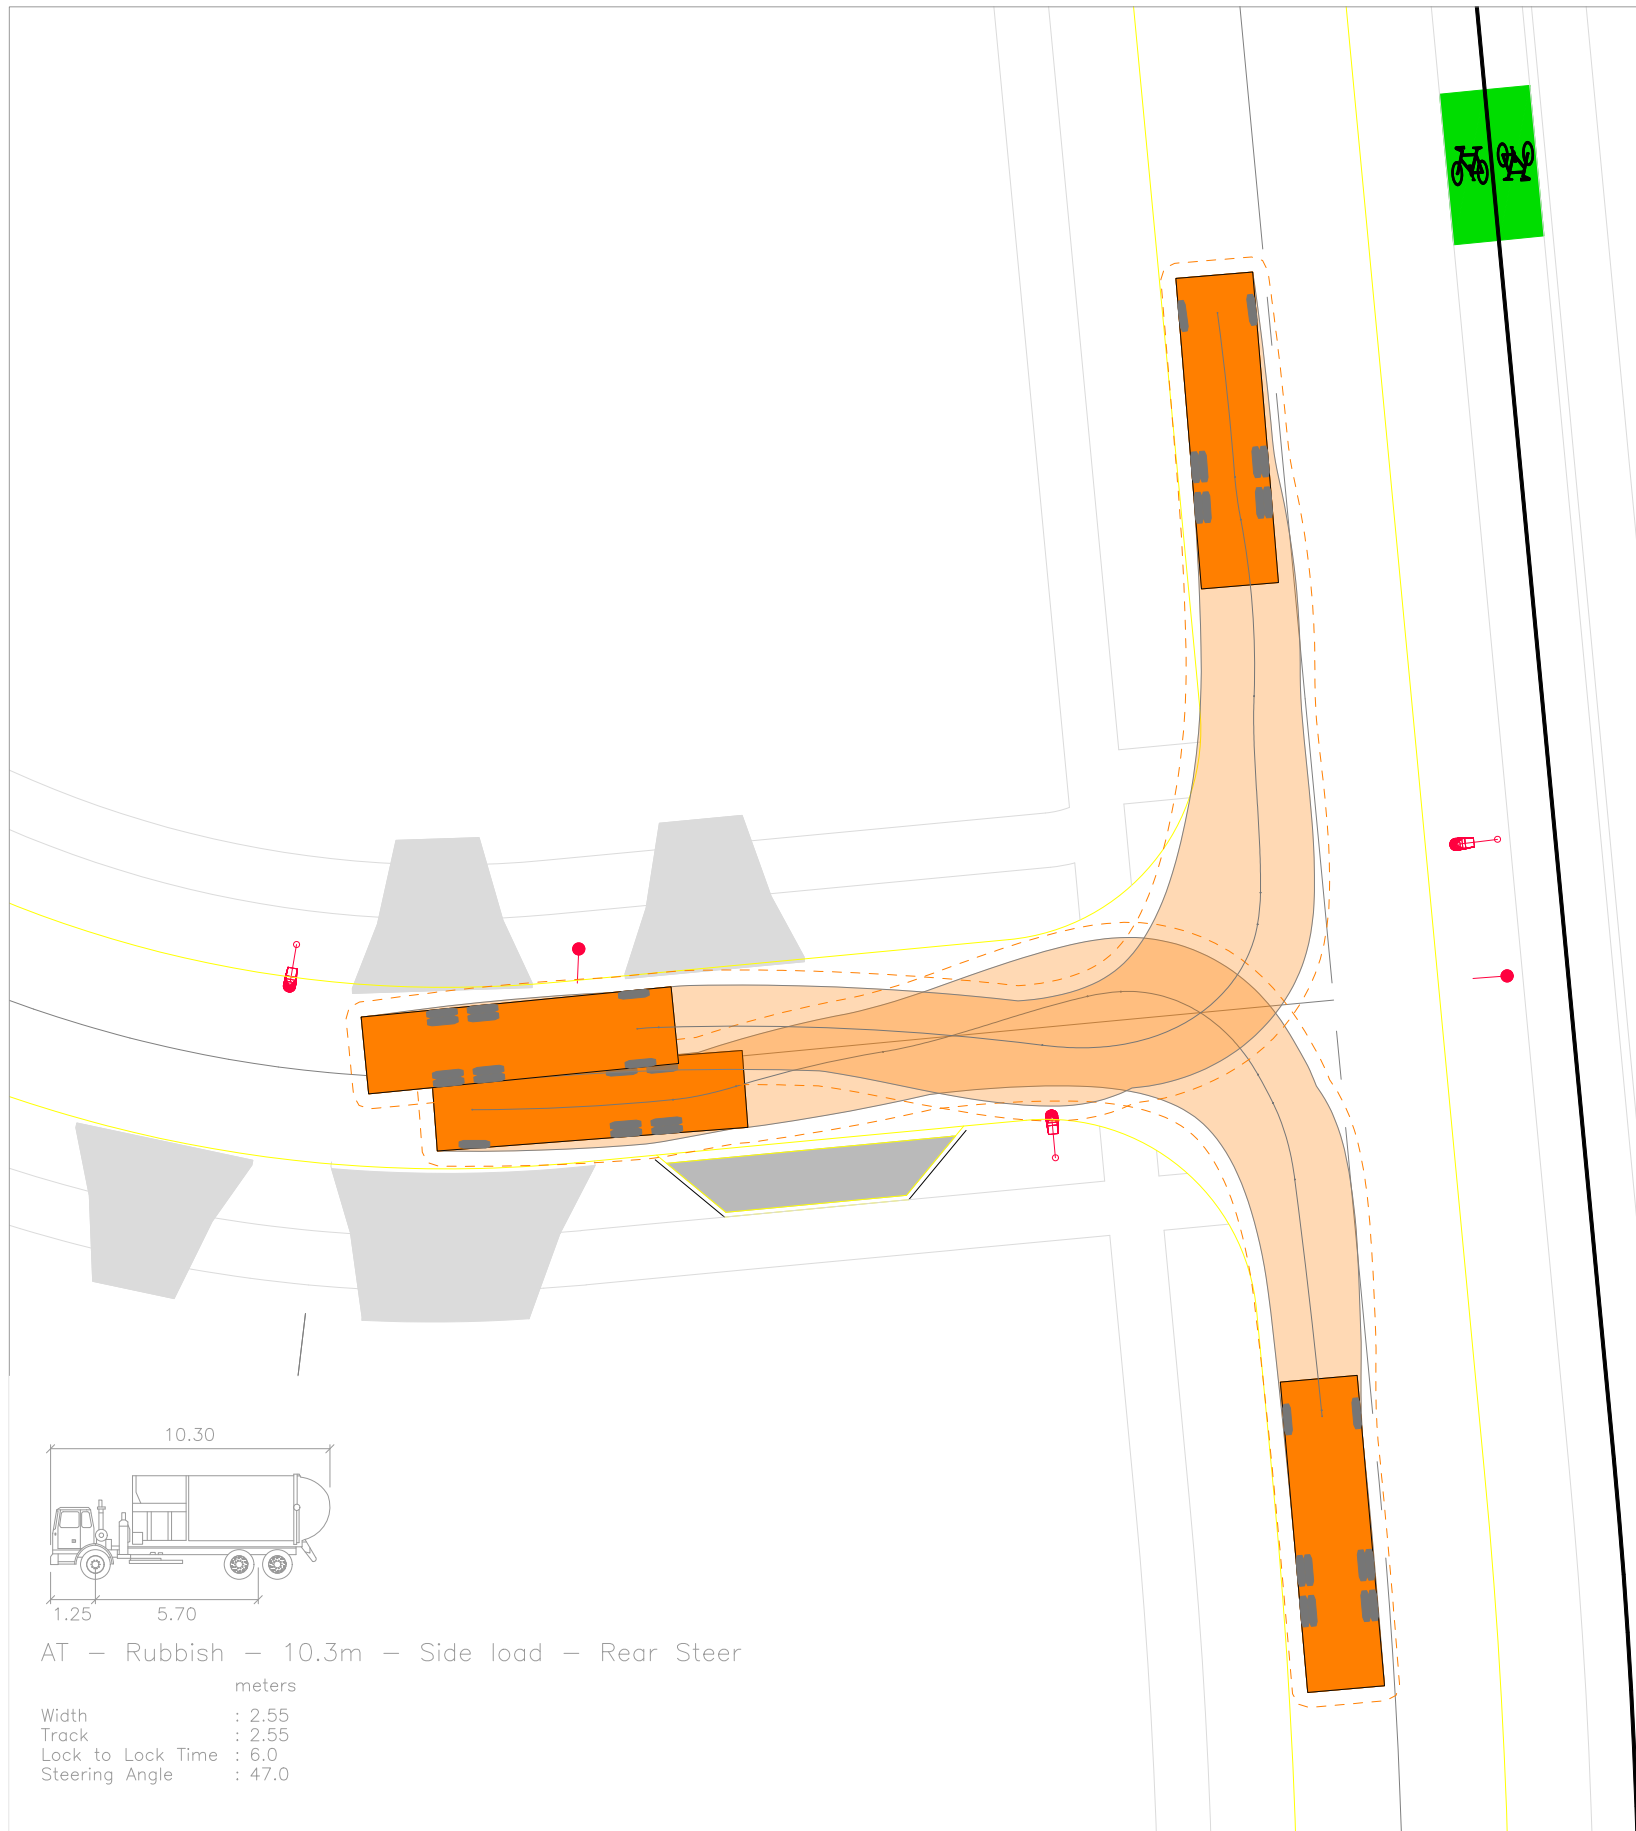 10.30
1.25 5.70
AT – Rubbish – 10.3m – Side load – Rear Steer
meters
Width : 2.55
Track : 2.55
Lock to Lock Time : 6.0
Steering Angle : 47.0